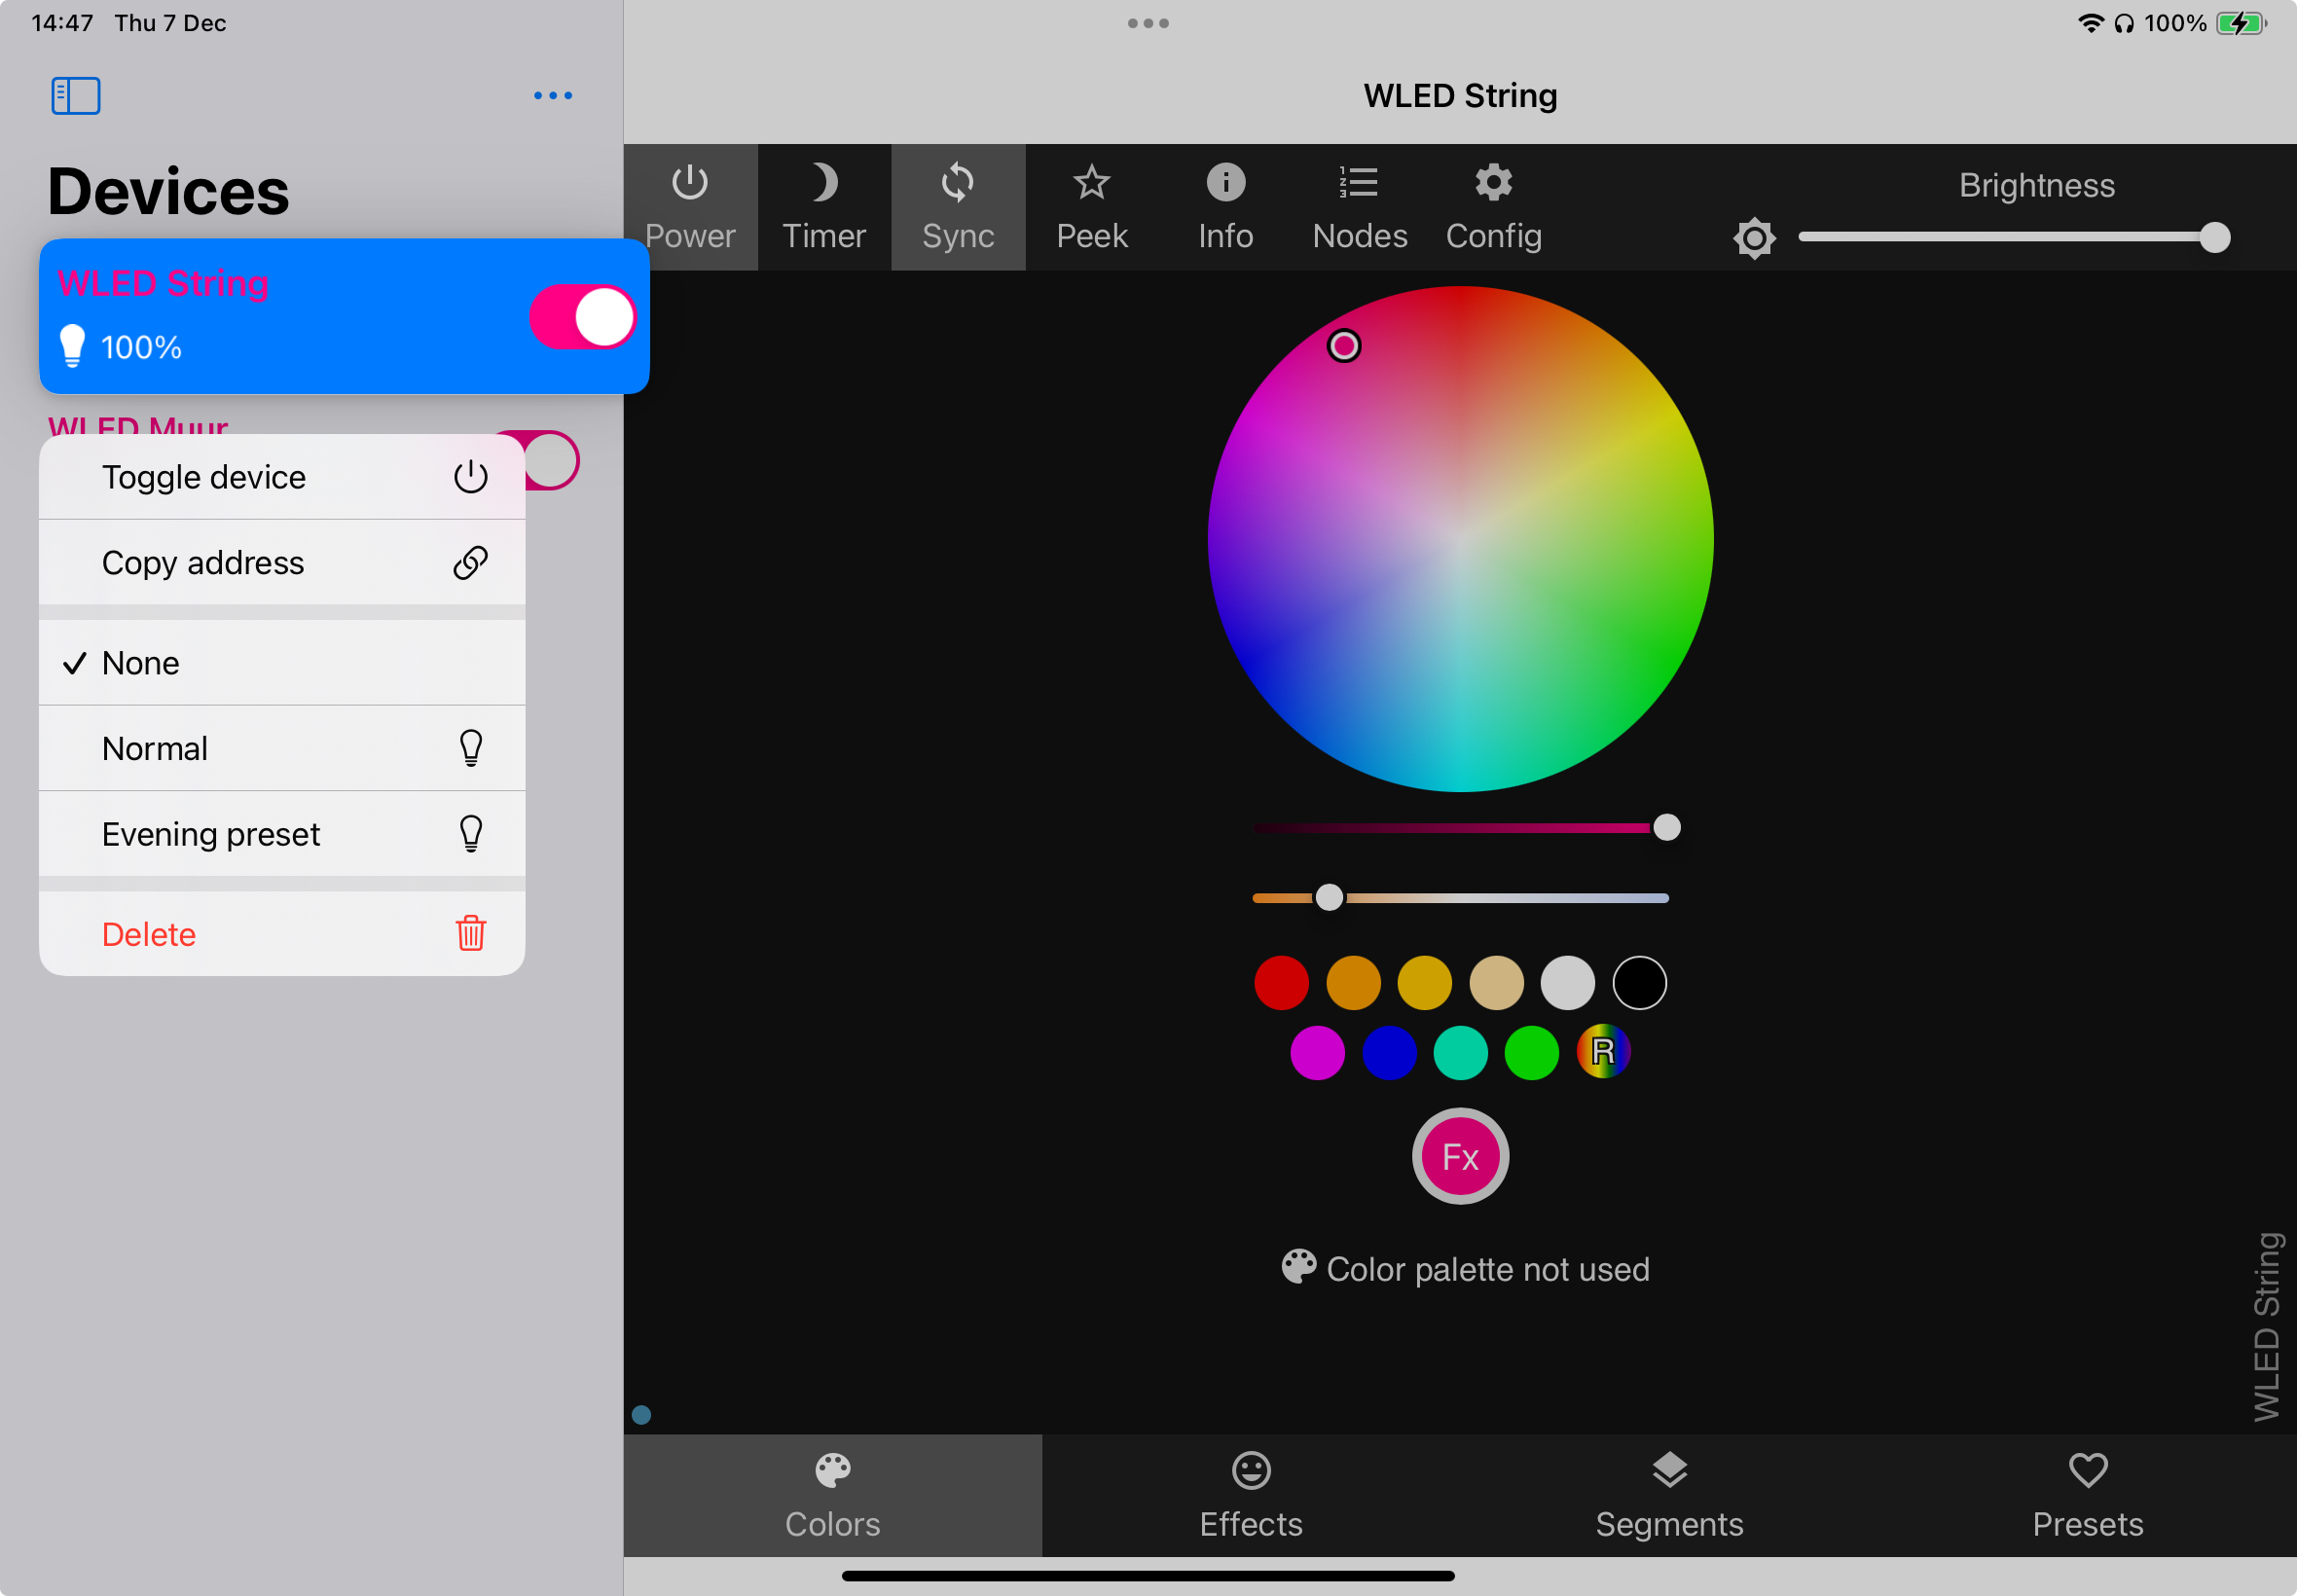 14:47 Thu 7 Dec
100%
Devices
WLED String
100%
WLED Muur
Toggle device
Copy address
None
Normal
Evening preset
Delete
WLED String
Power
Timer
Sync
Peek
Info
Nodes
Config
Brightness
R
Fx
Color palette not used
WLED String
Colors
Effects
Segments
Presets